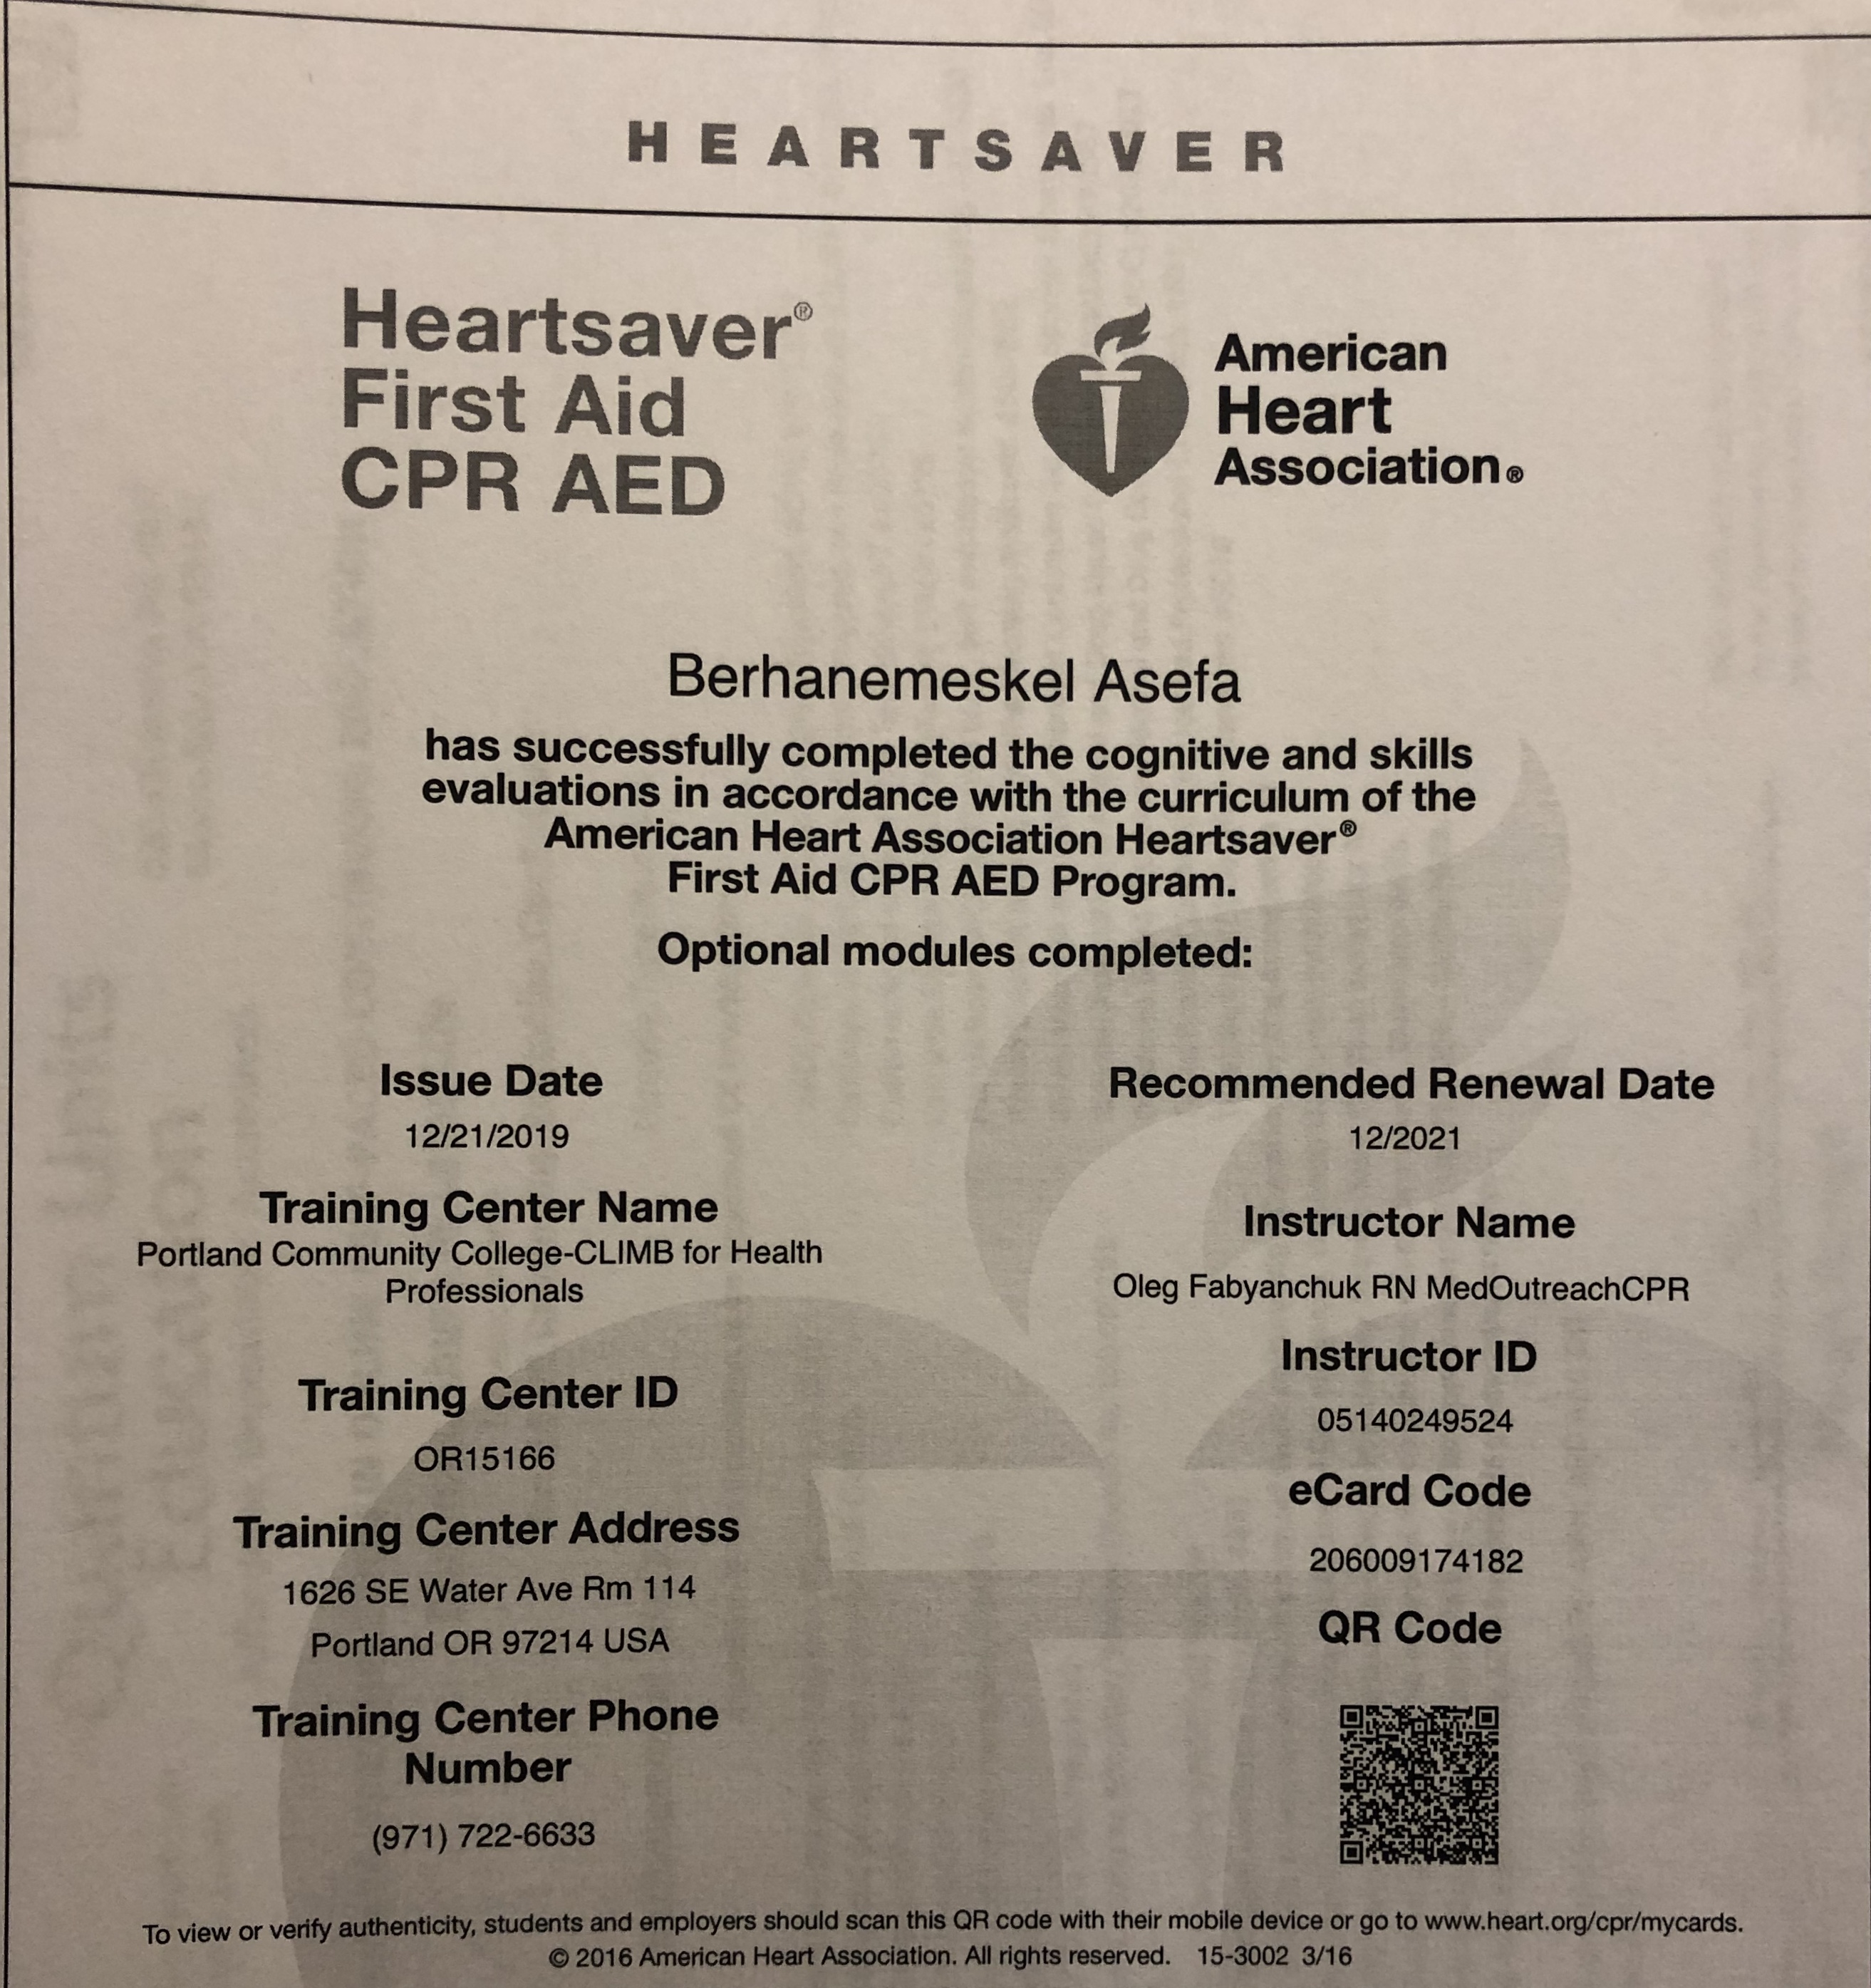 HEARTSAVER
Heartsaver®
First Aid
CPR AED
American
Heart
Association®
Berhanemeskel Asefa
has successfully completed the cognitive and skills
evaluations in accordance with the curriculum of the
American Heart Association Heartsaver®
First Aid CPR AED Program.
Optional modules completed:
Issue Date
12/21/2019
Training Center Name
Portland Community College-CLIMB for Health
Professionals
Training Center ID
OR15166
Training Center Address
1626 SE Water Ave Rm 114
Portland OR 97214 USA
Training Center Phone
Number
(971) 722-6633
Recommended Renewal Date
12/2021
Instructor Name
Oleg Fabyanchuk RN MedOutreachCPR
Instructor ID
05140249524
eCard Code
206009174182
QR Code
To view or verify authenticity, students and employers should scan this QR code with their mobile device or go to www.heart.org/cpr/mycards.
© 2016 American Heart Association. All rights reserved. 15-3002 3/16